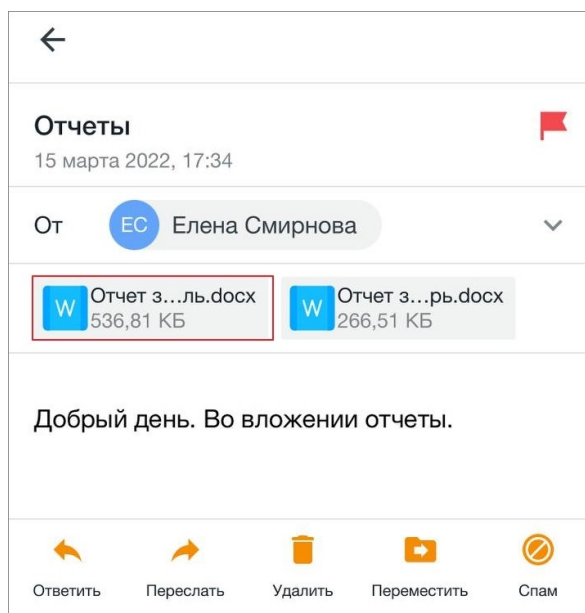 Отчеты
15 марта 2022, 17:34
От ЕС Елена Смирнова
W Отчет з...ль.docx W Отчет з...рь.docx
536,81 КБ 266,51 КБ
Добрый день. Во вложении отчеты.
Ответить Переслать Удалить Переместить Спам